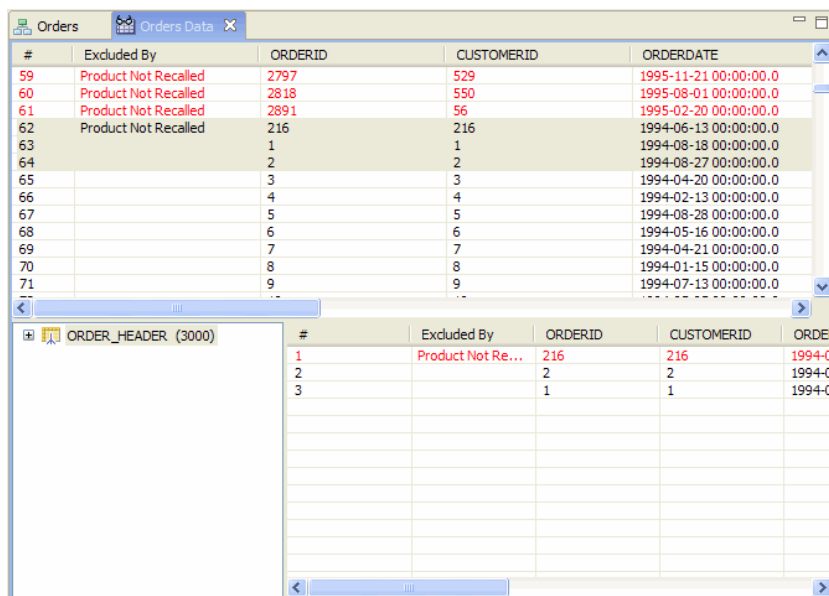 Orders Orders Data
# Excluded By ORDERID CUSTOMERID ORDERDATE
59 Product Not Recalled 2797 529 1995-11-21 00:00:00.0
60 Product Not Recalled 2818 550 1995-08-01 00:00:00.0
61 Product Not Recalled 2891 56 1995-02-20 00:00:00.0
62 Product Not Recalled 216 216 1994-06-13 00:00:00.0
63 1 1 1994-08-18 00:00:00.0
64 2 2 1994-08-27 00:00:00.0
65 3 3 1994-04-20 00:00:00.0
66 4 4 1994-02-13 00:00:00.0
67 5 5 1994-08-28 00:00:00.0
68 6 6 1994-05-16 00:00:00.0
69 7 7 1994-04-21 00:00:00.0
70 8 8 1994-01-15 00:00:00.0
71 9 9 1994-07-13 00:00:00.0
ORDER_HEADER (3000)
# Excluded By ORDERID CUSTOMERID ORDE
1 Product Not Re... 216 216 1994-0
2 2 2 1994-0
3 1 1 1994-0